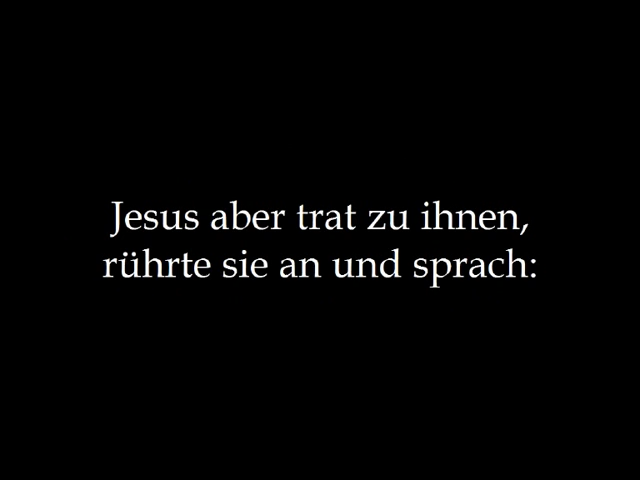 Jesus aber trat zu ihnen,
rührte sie an und sprach: